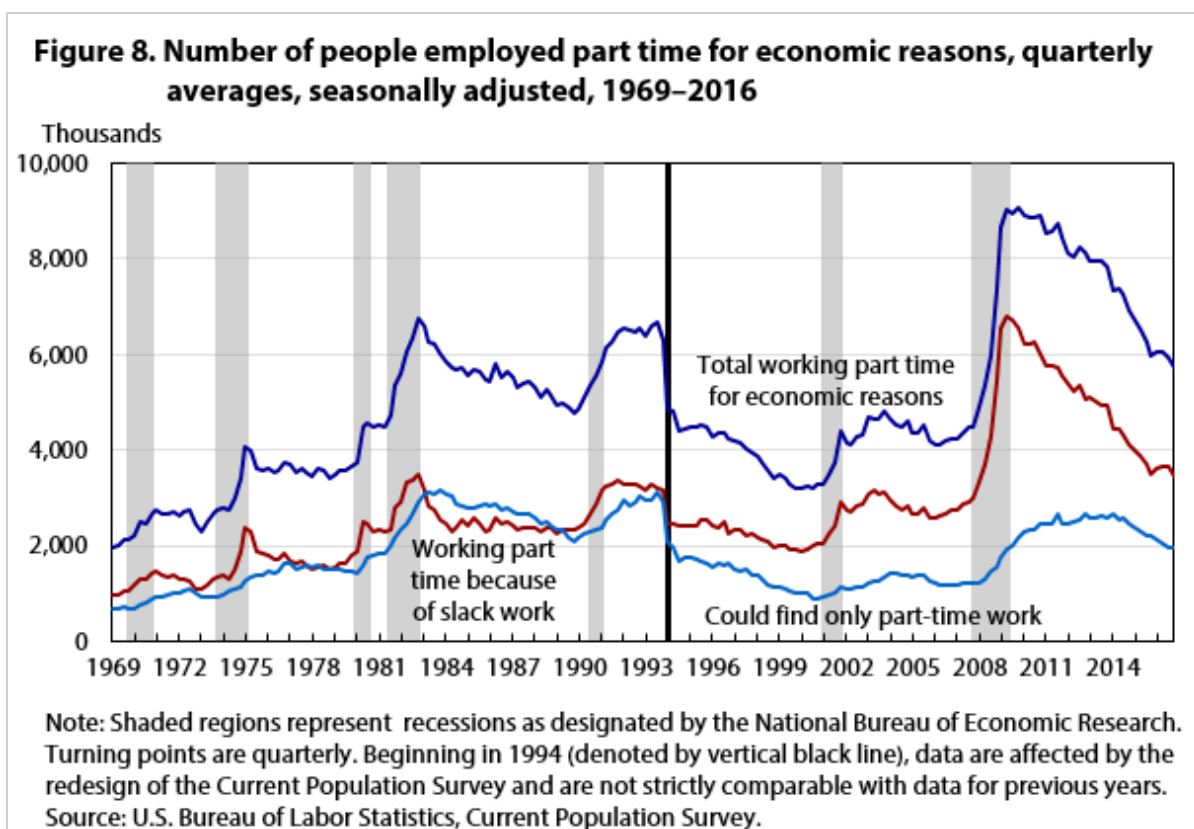 Figure 8. Number of people employed part time for economic reasons, quarterly
averages, seasonally adjusted, 1969–2016
Thousands
10,000
8,000
6,000
4,000
2,000
0
Total working part time
for economic reasons
Working part
time because
of slack work
Could find only part-time work
1969 1972 1975 1978 1981 1984 1987 1990 1993 1996 1999 2002 2005 2008 2011 2014
Note: Shaded regions represent recessions as designated by the National Bureau of Economic Research.
Turning points are quarterly. Beginning in 1994 (denoted by vertical black line), data are affected by the
redesign of the Current Population Survey and are not strictly comparable with data for previous years.
Source: U.S. Bureau of Labor Statistics, Current Population Survey.